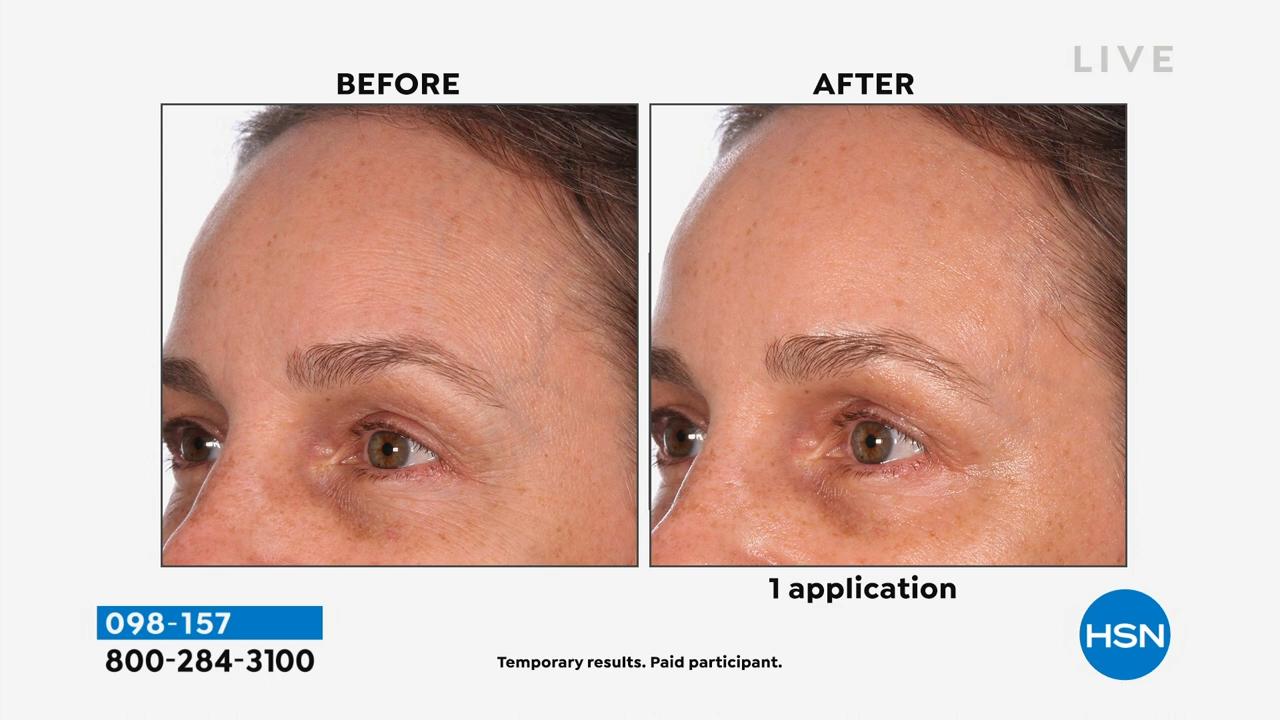 LIVE
BEFORE
AFTER
1 application
098-157
800-284-3100
Temporary results. Paid participant.
HSN